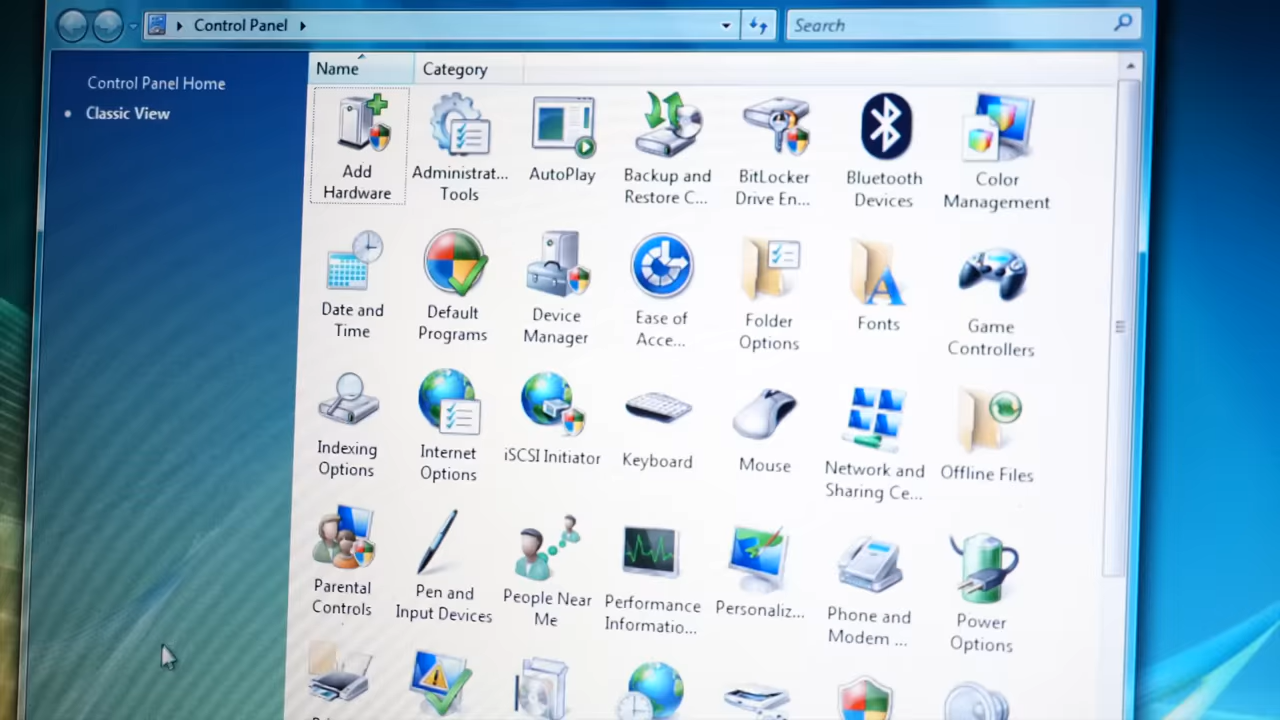 Control Panel
Search
Control Panel Home
Classic View
Name
Category
Add
Hardware
Administrat...
Tools
AutoPlay
Backup and
Restore C...
BitLocker
Drive En...
Bluetooth
Devices
Color
Management
Date and
Time
Default
Programs
Device
Manager
Ease of
Acce...
Folder
Options
Fonts
Game
Controllers
Indexing
Options
Internet
Options
iSCSI Initiator
Keyboard
Mouse
Network and
Sharing Ce...
Offline Files
Parental
Controls
Pen and
Input Devices
People Near
Me
Performance
Informatio...
Personaliz...
Phone and
Modem ...
Power
Options